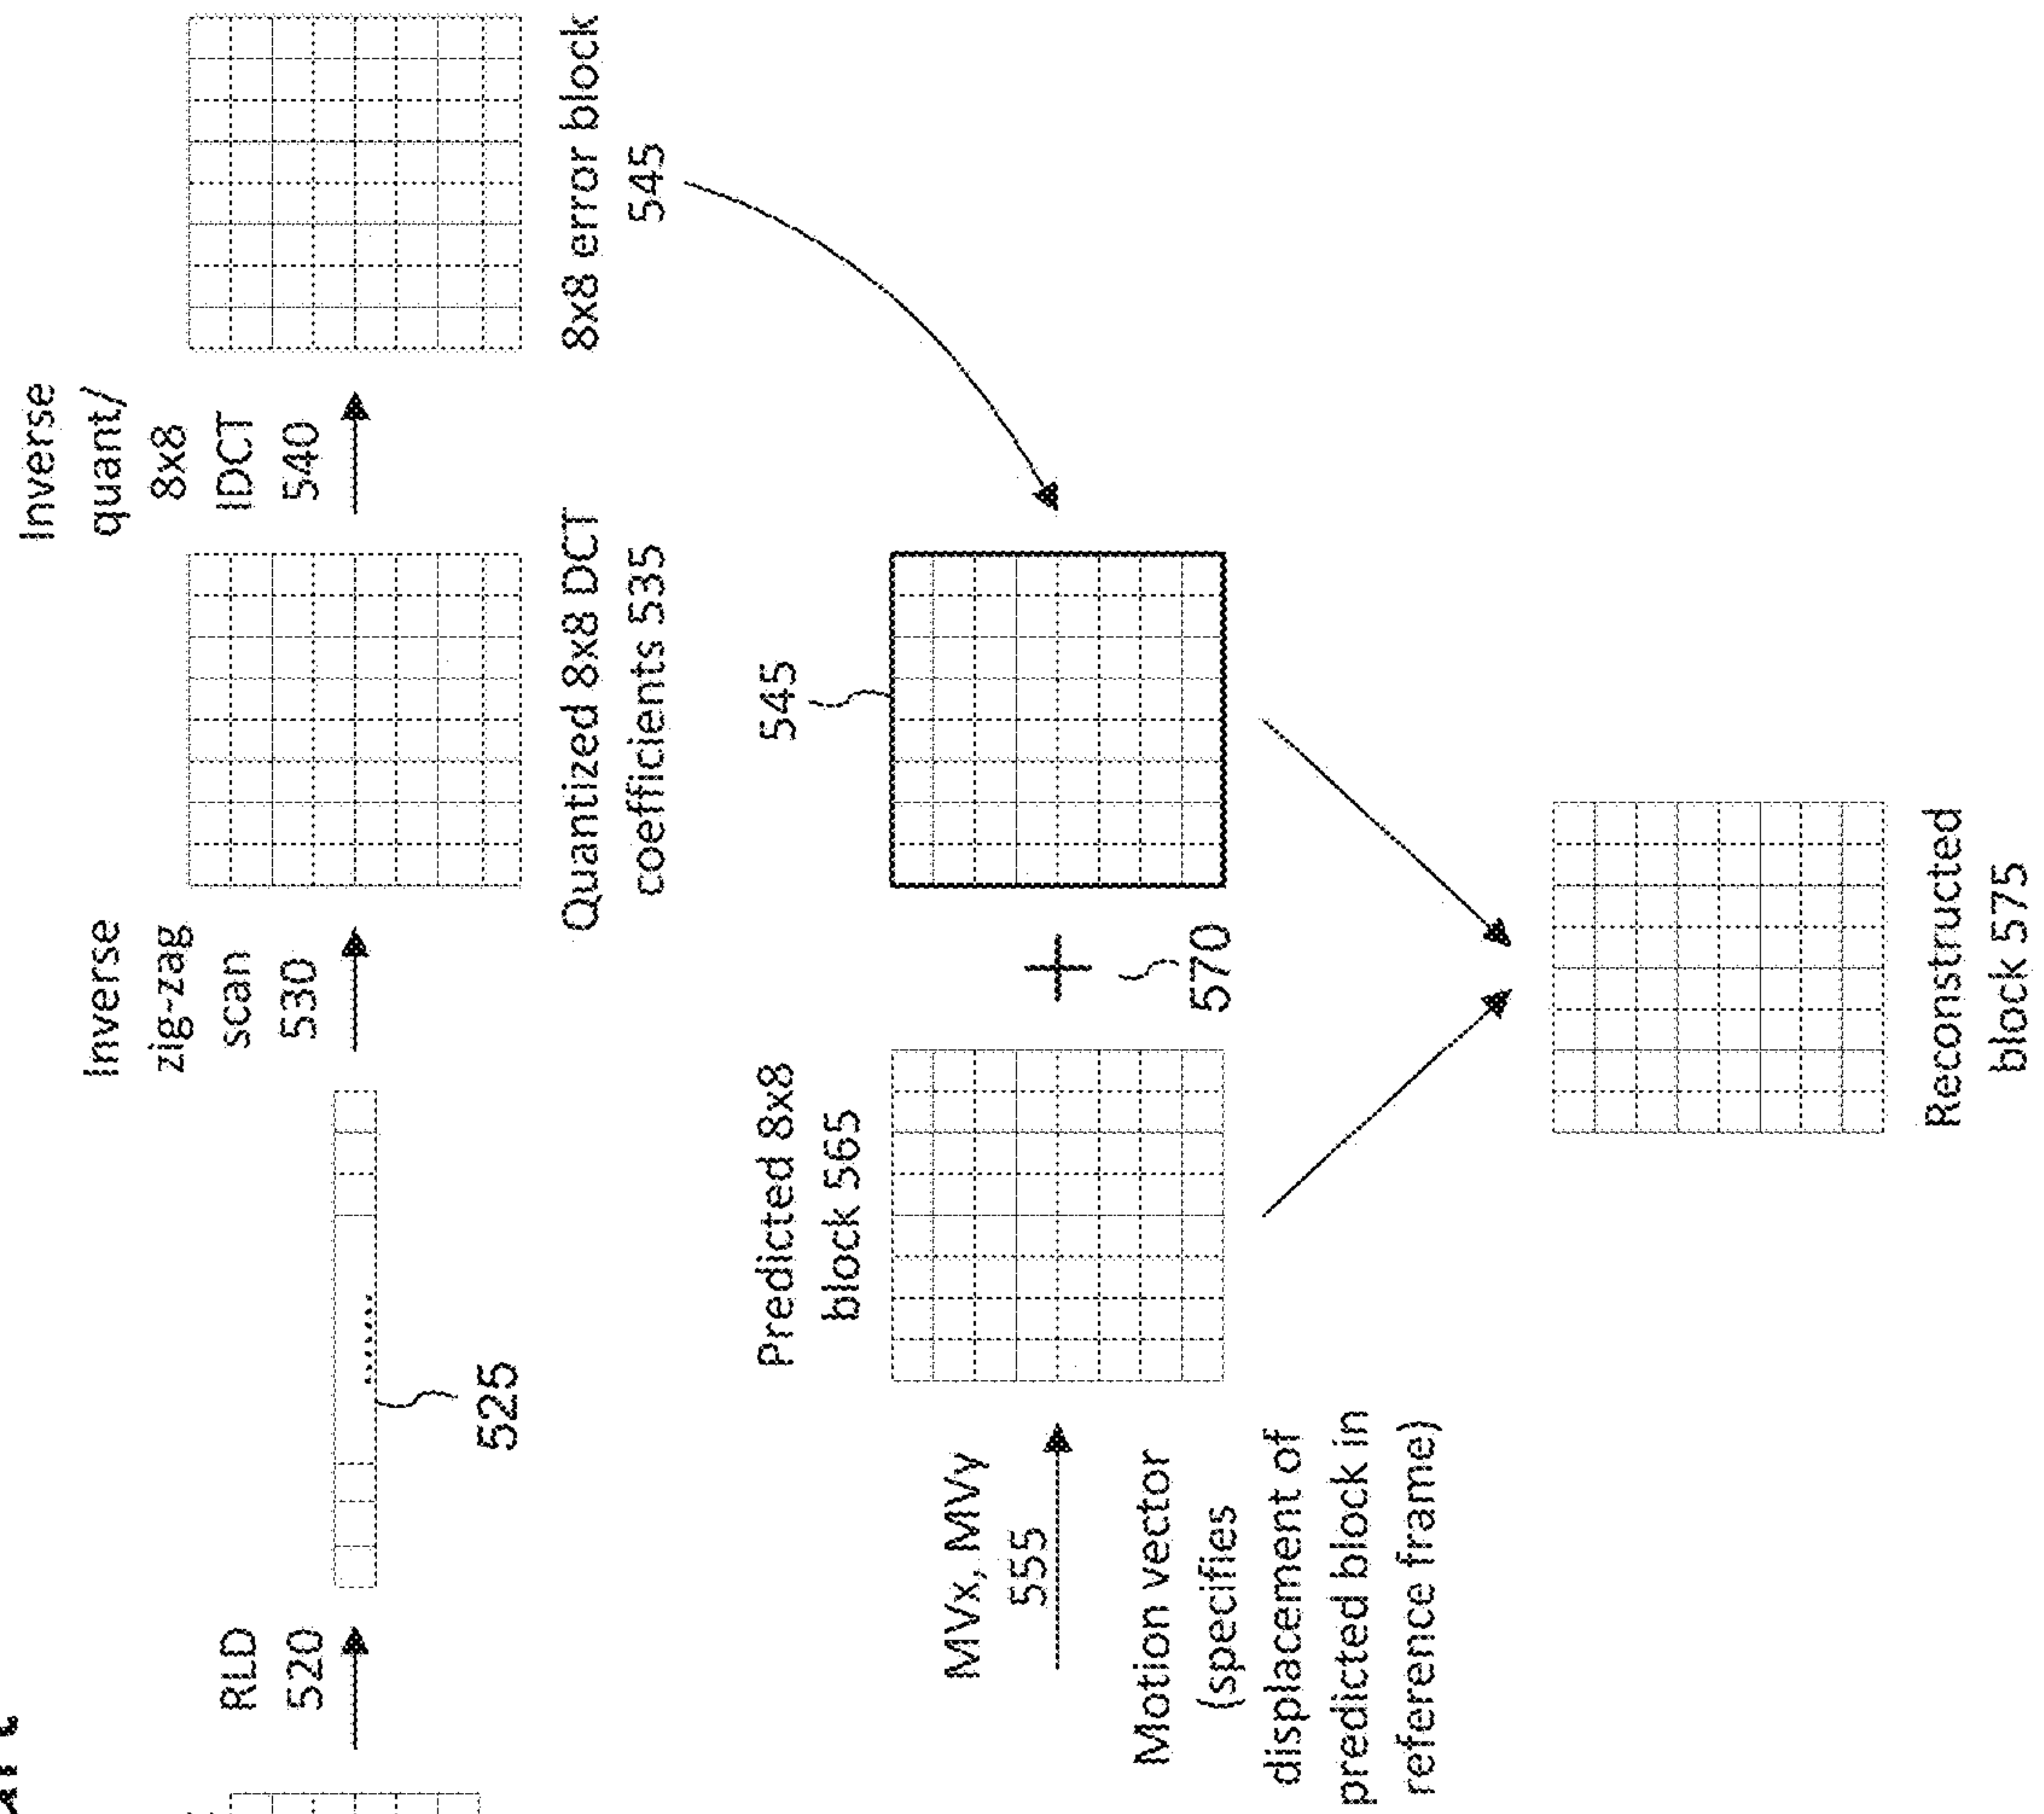 RLD
520
525
Inverse
zig-zag
scan
530
Quantized 8x8 DCT
coefficients 535
Inverse
quant/
8x8
IDCT
540
8x8 error block
545
MVx, MVy
555
Motion vector
(specifies
displacement of
predicted block in
reference frame)
Predicted 8x8
block 565
570
545
Reconstructed
block 575